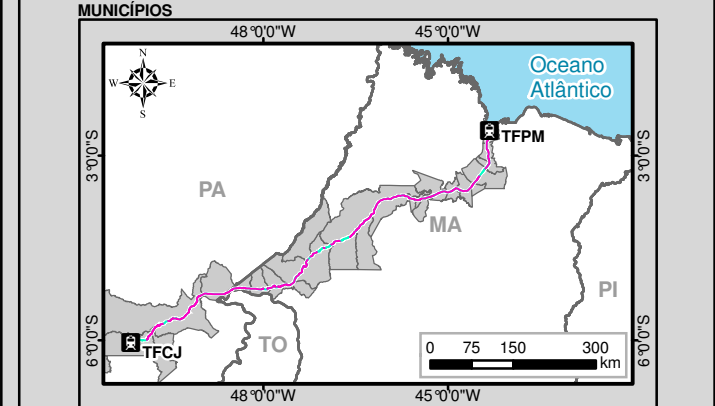 MUNICÍPIOS
48°0'0"W 45°0'0"W
N
W E
S
Oceano
Atlântico
TFPM
3°0'0"S 3°0'0"S
PA
MA
PI
TO
TFCJ
6°0'0"S 6°0'0"S
0 75 150 300
km
48°0'0"W 45°0'0"W